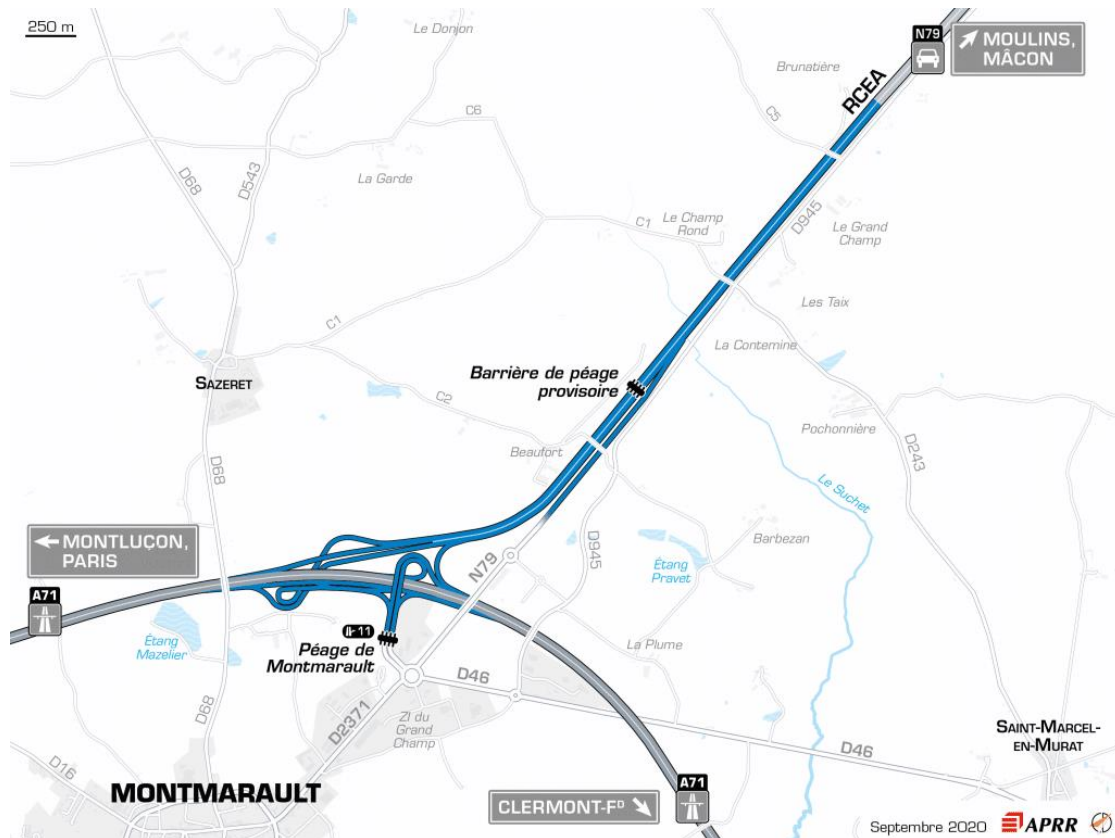 250 m
Le Donjon
N79
MOULINS,
MÂCON
Brunatière
RCEA
C6
C5
D68
D543
La Garde
Le Champ
Rond
C1
D945
Le Grand
Champ
Les Taix
C1
La Contemine
SAZERET
Barrière de péage
provisoire
C2
Pochonnière
Beaufort
D243
D68
Le Suchet
MONTLUÇON,
PARIS
N79
D945
Barbezan
Étang
Pravet
A71
11
Péage de
Montmarault
Étang
Mazelier
La Plume
D46
D68
D2371
ZI du
Grand
Champ
SAINT-MARCEL-
EN-MURAT
D46
D16
MONTMARAULT
A71
CLERMONT-FD
Septembre 2020
APRR